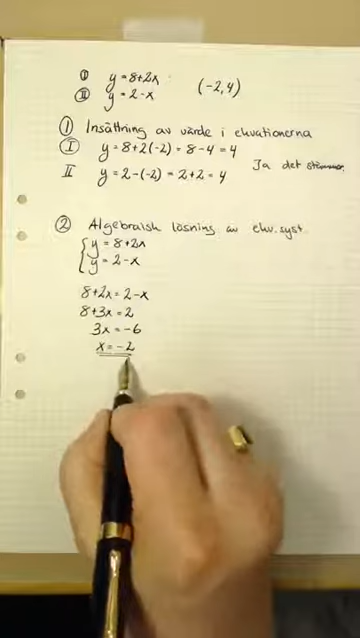 I y = 8+2x (-2,4)
II y = 2-x
① Insättning av värde i ekvationerna
I y = 8+2(-2) = 8-4 = 4
II y = 2-(-2) = 2+2 = 4 Ja det stämmer.
② Algebraisk lösning av ekv.syst.
{ y = 8+2x
y = 2-x
8+2x = 2-x
8+3x = 2
3x = -6
x = -2